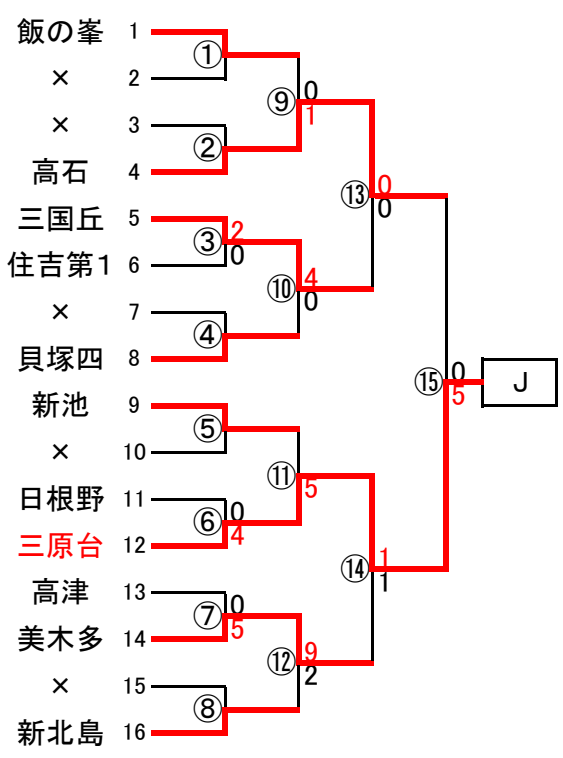 飯の峯 1
× 2
× 3
高石 4
三国丘 5
住吉第1 6
× 7
貝塚四 8
新池 9
× 10
日根野 11
三原台 12
高津 13
美木多 14
× 15
新北島 16
①
②
③ 2 0
④
⑤
⑥ 0 4
⑦ 0 5
⑧
⑨ 0 1
⑩ 4 0
⑪ 5
⑫ 9 2
⑬ 0 0
⑭ 1 1
⑮ 0 5
J